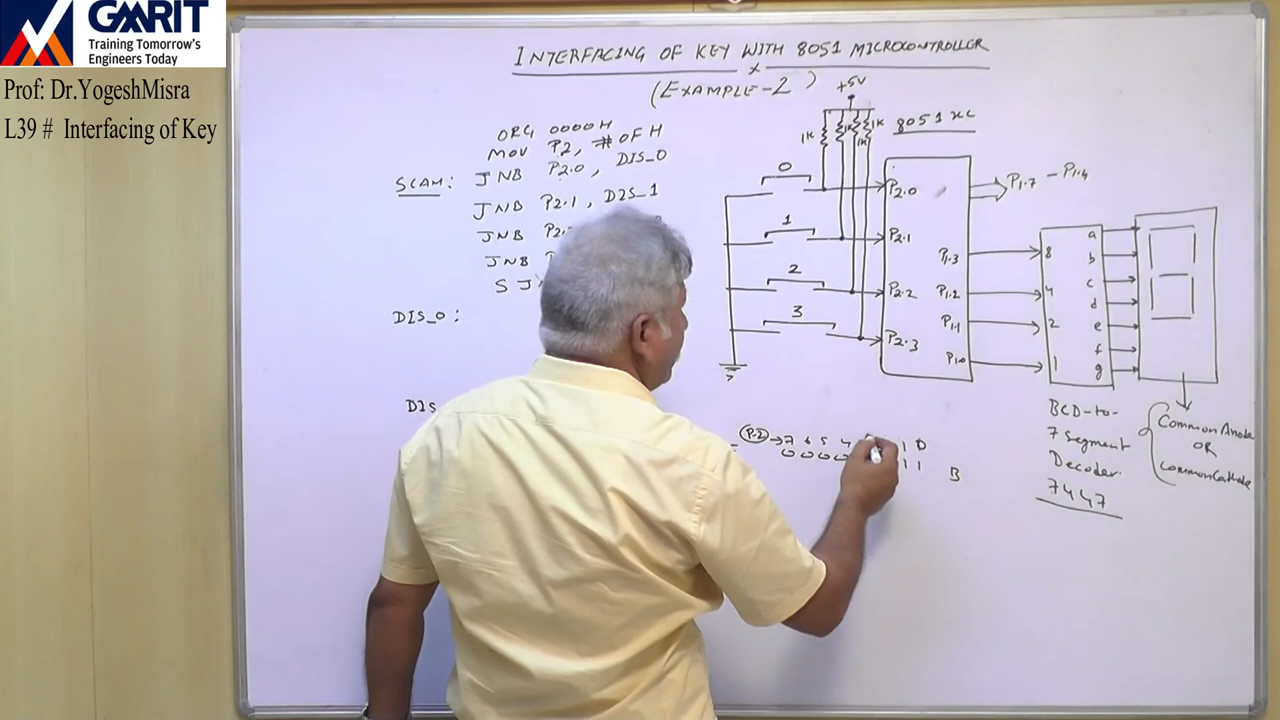 GMRIT
Training Tomorrow's
Engineers Today
Prof: Dr.YogeshMisra
L39 # Interfacing of Key
INTERFACING OF KEY WITH 8051 MICROCONTROLLER
x
(EXAMPLE-2)
ORG 0000H
MOV P2, #0FH
SCAM: JNB P2.0, DIS_0
JNB P2.1, DIS_1
JNB
JNB
SJ
DIS_0:
DIS
+5V
1K 1K 1K 1K
8051 XC
0
1
2
3
P2.0
P2.1
P2.2
P2.3
P1.7 - P1.4
P1.3
P1.2
P1.1
P1.0
8
4
2
1
a
b
c
d
e
f
g
BCD-to-
7 Segment
Decoder
7447
Common Anode
OR
Common Cathode
P2 → 7 6 5 4 1 0
0 0 0 0 1 1 B